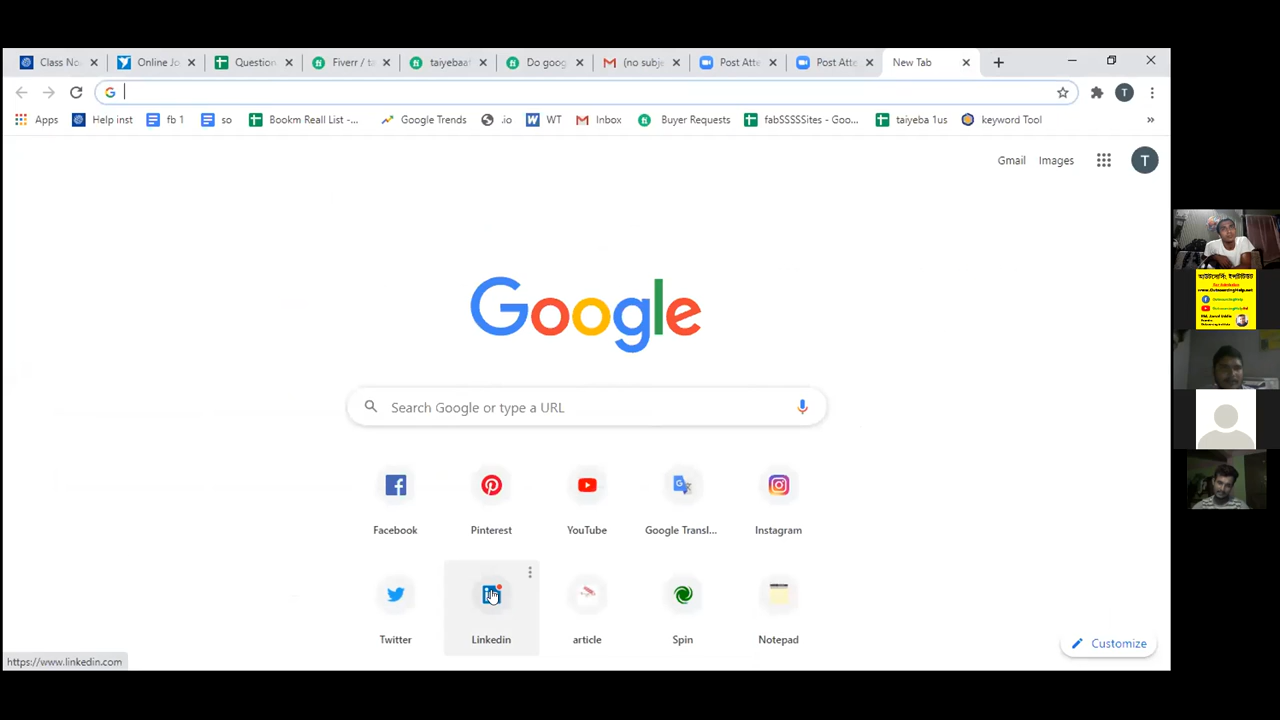 Class No
Online Jo
Question
Fiverr / ta
taiyebaa
Do goog
(no subje
Post Atte
Post Atte
New Tab
Apps
Help inst
fb 1
so
Bookm Reall List -...
Google Trends
.io
WT
Inbox
Buyer Requests
fabSSSSSites - Goo...
taiyeba 1us
keyword Tool
»
Gmail
Images
T
Google
Search Google or type a URL
Facebook
Pinterest
YouTube
Google Transl...
Instagram
Twitter
Linkedin
article
Spin
Notepad
Customize
https://www.linkedin.com